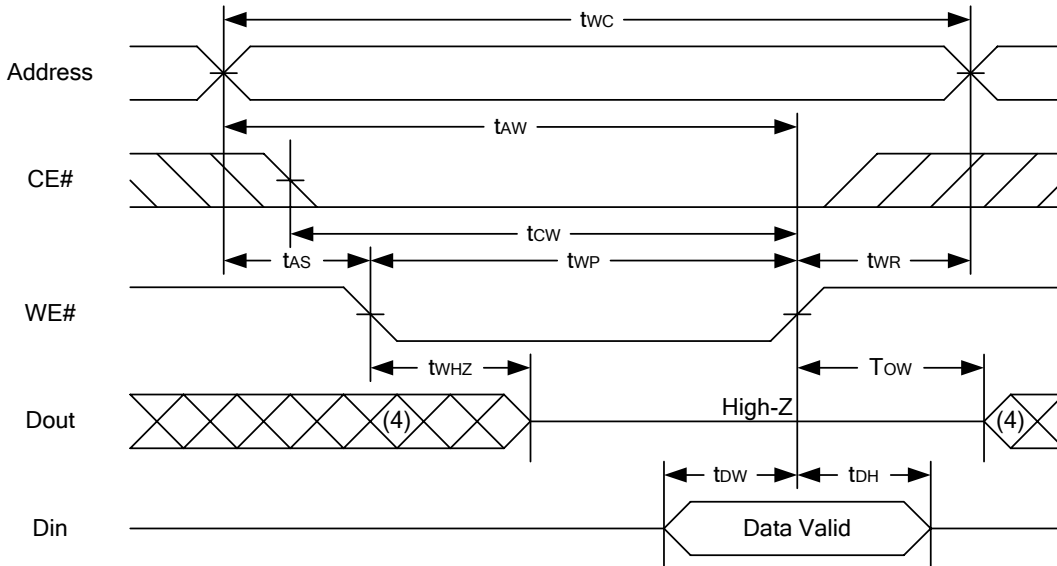 tWC
Address
tAW
CE#
tCW
tAS tWP tWR
WE#
tWHZ TOW
Dout (4) High-Z (4)
tDW tDH
Din Data Valid